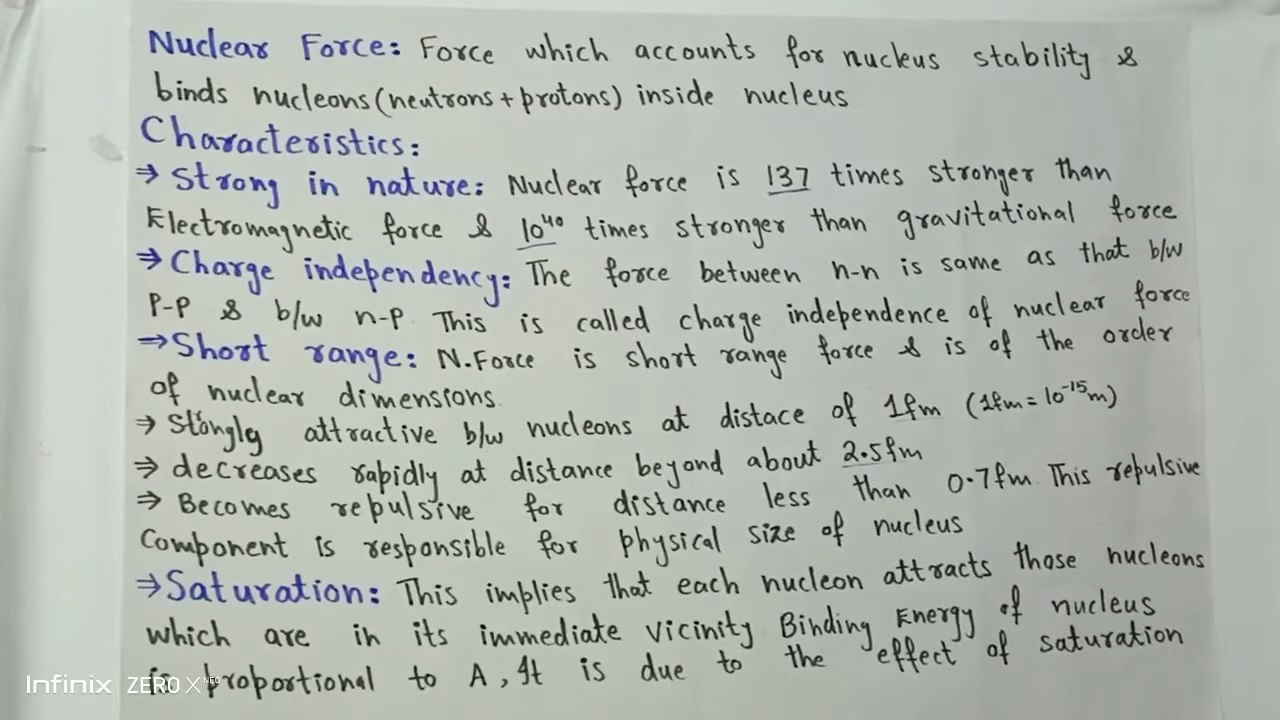 Nuclear Force: Force which accounts for nucleus stability &
binds nucleons (neutrons + protons) inside nucleus
Characteristics:
⇒ Strong in nature: Nuclear force is 137 times stronger than
Electromagnetic force & 10⁴⁰ times stronger than gravitational force
⇒ Charge independency: The force between n-n is same as that b/w
P-P & b/w n-p. This is called charge independence of nuclear force
⇒ Short range: N.Force is short range force & is of the order
of nuclear dimensions.
⇒ Strongly attractive b/w nucleons at distace of 1fm (1fm = 10⁻¹⁵m)
⇒ decreases rapidly at distance beyond about 2.5fm
⇒ Becomes repulsive for distance less than 0.7fm This repulsive
Component is responsible for physical size of nucleus
⇒ Saturation: This implies that each nucleon attracts those nucleons
which are in its immediate vicinity Binding Energy of nucleus
is proportional to A, It is due to the effect of saturation
Infinix ZERO X NEO